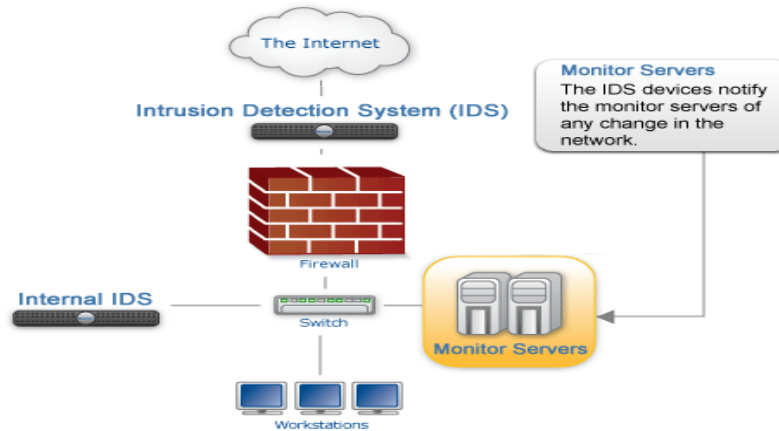 The Internet
Intrusion Detection System (IDS)
Monitor Servers
The IDS devices notify
the monitor servers of
any change in the
network.
Firewall
Internal IDS
Switch
Monitor Servers
Workstations